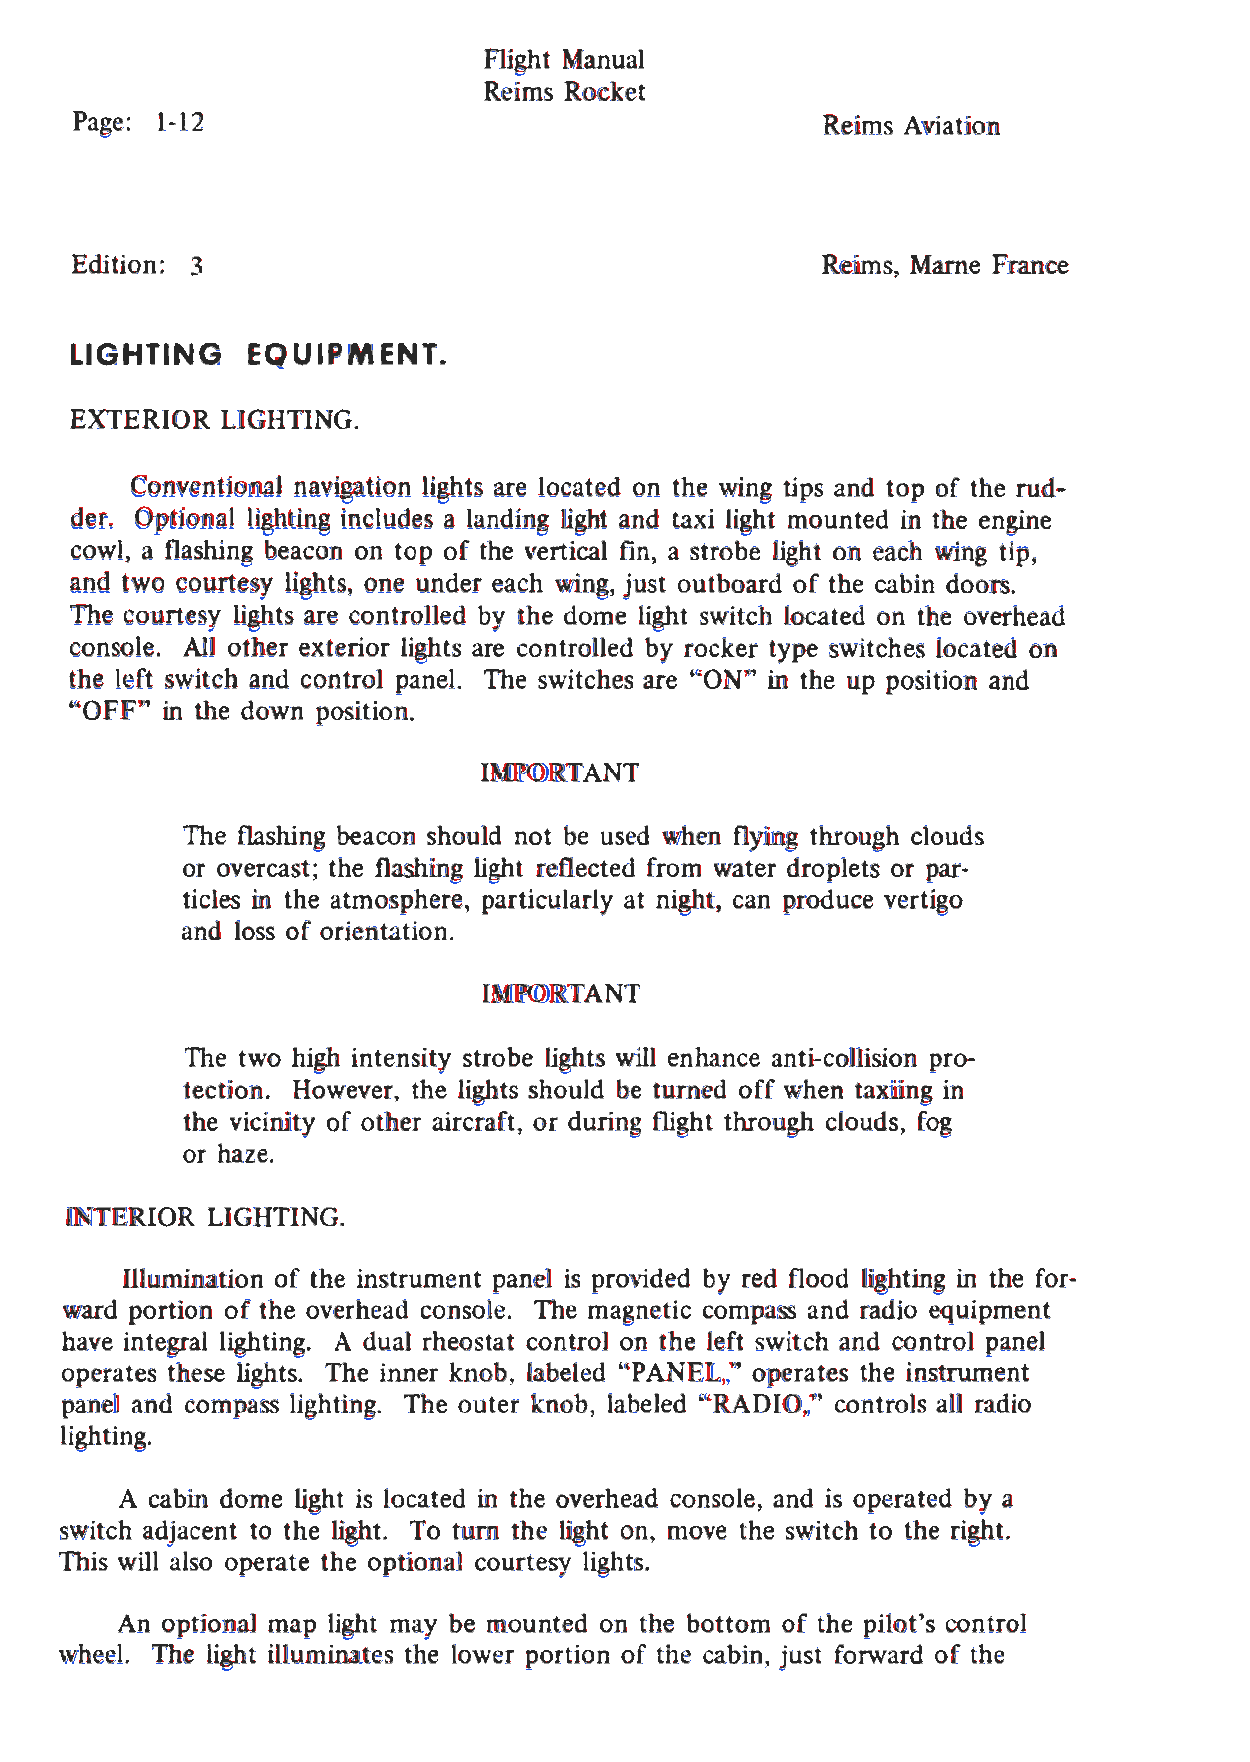 Flight Manual
Reims Rocket
Page: 1-12
Reims Aviation
Edition: 3
Reims, Marne France
LIGHTING EQUIPMENT.
EXTERIOR LIGHTING.
Conventional navigation lights are located on the wing tips and top of the rud-
der. Optional lighting includes a landing light and taxi light mounted in the engine
cowl, a flashing beacon on top of the vertical fin, a strobe light on each wing tip,
and two courtesy lights, one under each wing, just outboard of the cabin doors.
The courtesy lights are controlled by the dome light switch located on the overhead
console. All other exterior lights are controlled by rocker type switches located on
the left switch and control panel. The switches are “ON” in the up position and
“OFF” in the down position.
IMPORTANT
The flashing beacon should not be used when flying through clouds
or overcast; the flashing light reflected from water droplets or par-
ticles in the atmosphere, particularly at night, can produce vertigo
and loss of orientation.
IMPORTANT
The two high intensity strobe lights will enhance anti-collision pro-
tection. However, the lights should be turned off when taxiing in
the vicinity of other aircraft, or during flight through clouds, fog
or haze.
INTERIOR LIGHTING.
Illumination of the instrument panel is provided by red flood lighting in the for-
ward portion of the overhead console. The magnetic compass and radio equipment
have integral lighting. A dual rheostat control on the left switch and control panel
operates these lights. The inner knob, labeled “PANEL,” operates the instrument
panel and compass lighting. The outer knob, labeled “RADIO,” controls all radio
lighting.
A cabin dome light is located in the overhead console, and is operated by a
switch adjacent to the light. To turn the light on, move the switch to the right.
This will also operate the optional courtesy lights.
An optional map light may be mounted on the bottom of the pilot's control
wheel. The light illuminates the lower portion of the cabin, just forward of the